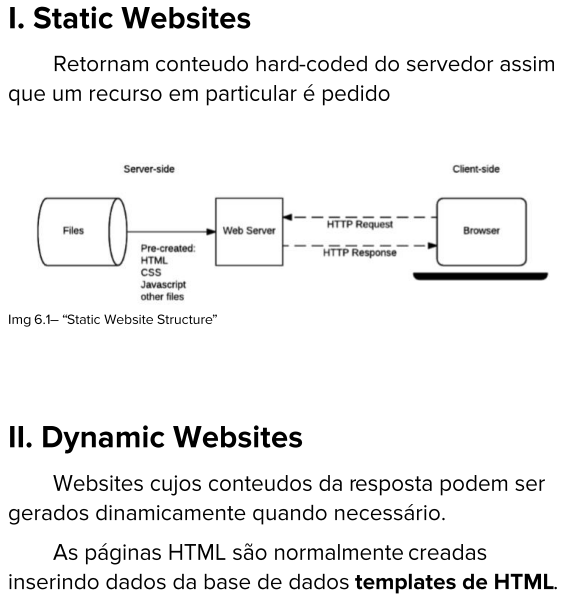 I. Static Websites
Retornam conteudo hard-coded do servedor assim
que um recurso em particular é pedido
Server-side
Client-side
Files
Web Server
HTTP Request
Browser
Pre-created:
HTML
CSS
Javascript
other files
HTTP Response
Img 6.1– “Static Website Structure”
II. Dynamic Websites
Websites cujos conteudos da resposta podem ser
gerados dinamicamente quando necessário.
As páginas HTML são normalmente creadas
inserindo dados da base de dados templates de HTML.